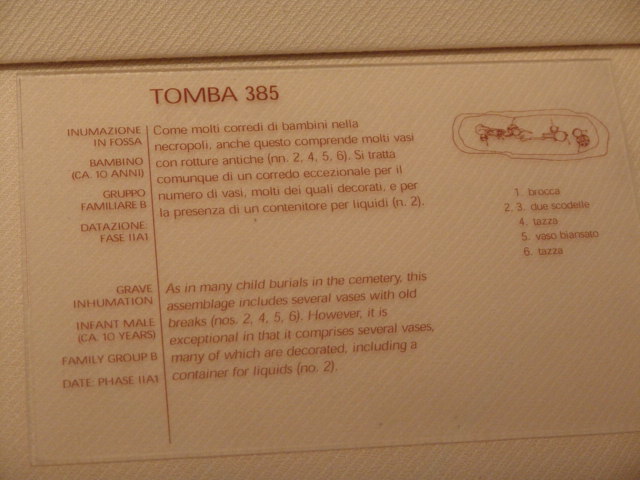 TOMBA 385
INUMAZIONE
IN FOSSA
BAMBINO
(CA. 10 ANNI)
GRUPPO
FAMILIARE B
DATAZIONE:
FASE IIA1
Come molti corredi di bambini nella
necropoli, anche questo comprende molti vasi
con rotture antiche (nn. 2, 4, 5, 6). Si tratta
comunque di un corredo eccezionale per il
numero di vasi, molti dei quali decorati, e per
la presenza di un contenitore per liquidi (n. 2).
1. brocca
2, 3. due scodelle
4. tazza
5. vaso biansato
6. tazza
GRAVE
INHUMATION
INFANT MALE
(CA. 10 YEARS)
FAMILY GROUP B
DATE: PHASE IIA1
As in many child burials in the cemetery, this
assemblage includes several vases with old
breaks (nos. 2, 4, 5, 6). However, it is
exceptional in that it comprises several vases,
many of which are decorated, including a
container for liquids (no. 2).